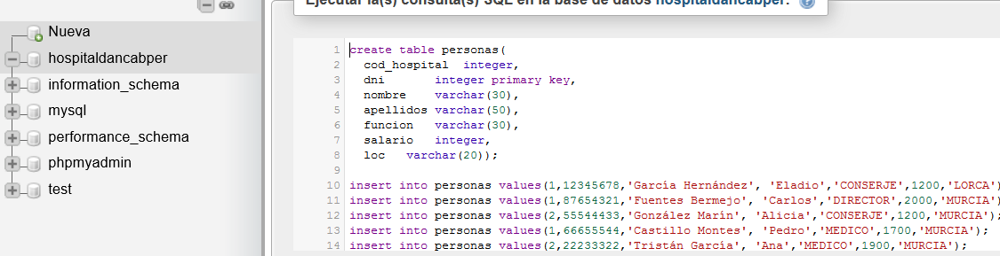 Nueva
hospitaldancabper
information_schema
mysql
performance_schema
phpmyadmin
test
Ejecutar la(s) consulta(s) SQL en la base de datos hospitaldancabper:
1 create table personas(
2 cod_hospital integer,
3 dni integer primary key,
4 nombre varchar(30),
5 apellidos varchar(50),
6 funcion varchar(30),
7 salario integer,
8 loc varchar(20));
9
10 insert into personas values(1,12345678,'García Hernández', 'Eladio','CONSERJE',1200,'LORCA')
11 insert into personas values(1,87654321,'Fuentes Bermejo', 'Carlos','DIRECTOR',2000,'MURCIA')
12 insert into personas values(2,55544433,'González Marín', 'Alicia','CONSERJE',1200,'MURCIA');
13 insert into personas values(1,66655544,'Castillo Montes', 'Pedro','MEDICO',1700,'MURCIA');
14 insert into personas values(2,22233322,'Tristán García', 'Ana','MEDICO',1900,'MURCIA');